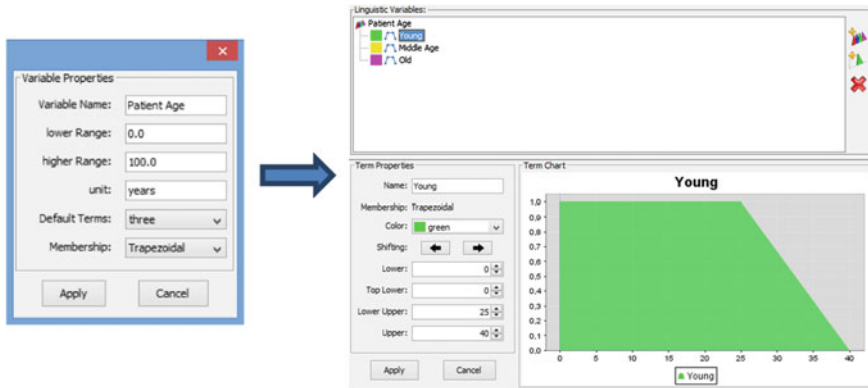 Variable Properties
Variable Name: Patient Age
lower Range: 0.0
higher Range: 100.0
unit: years
Default Terms: three
Membership: Trapezoidal
Apply Cancel
Linguistic Variables:
Patient Age
Young
Middle Age
Old
Term Properties
Name: Young
Membership: Trapezoidal
Color: green
Shifting:
Lower: 0
Top Lower: 0
Lower Upper: 25
Upper: 40
Apply Cancel
Term Chart
Young
1,0
0,9
0,8
0,7
0,6
0,5
0,4
0,3
0,2
0,1
0,0
0 5 10 15 20 25 30 35 40
Young